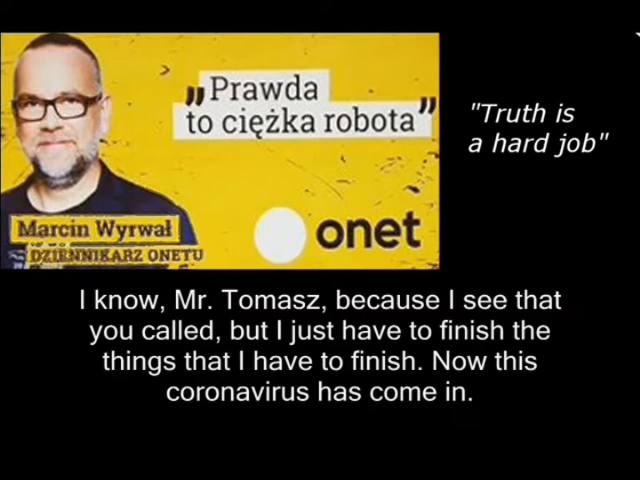 „Prawda
to ciężka robota”
"Truth is
a hard job"
Marcin Wyrwał
DZIENNIKARZ ONETU
onet
I know, Mr. Tomasz, because I see that
you called, but I just have to finish the
things that I have to finish. Now this
coronavirus has come in.